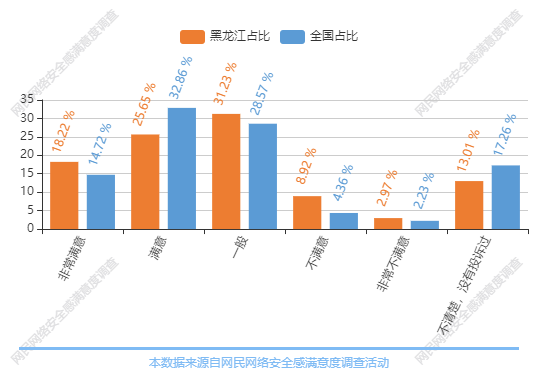 黑龙江占比 全国占比
网民网络安全感满意度调查 网民网络安全感满意度调查
35
30
25
20
15
10
5
0
18.22 % 14.72 % 25.65 % 32.86 % 31.23 % 28.57 % 8.92 % 4.36 % 2.97 % 2.23 % 13.01 % 17.26 %
非常满意 满意 一般 不满意 非常不满意 不清楚，没有投诉过
网民网络安全感满意度调查 网民网络安全感满意度调查
本数据来源自网民网络安全感满意度调查活动